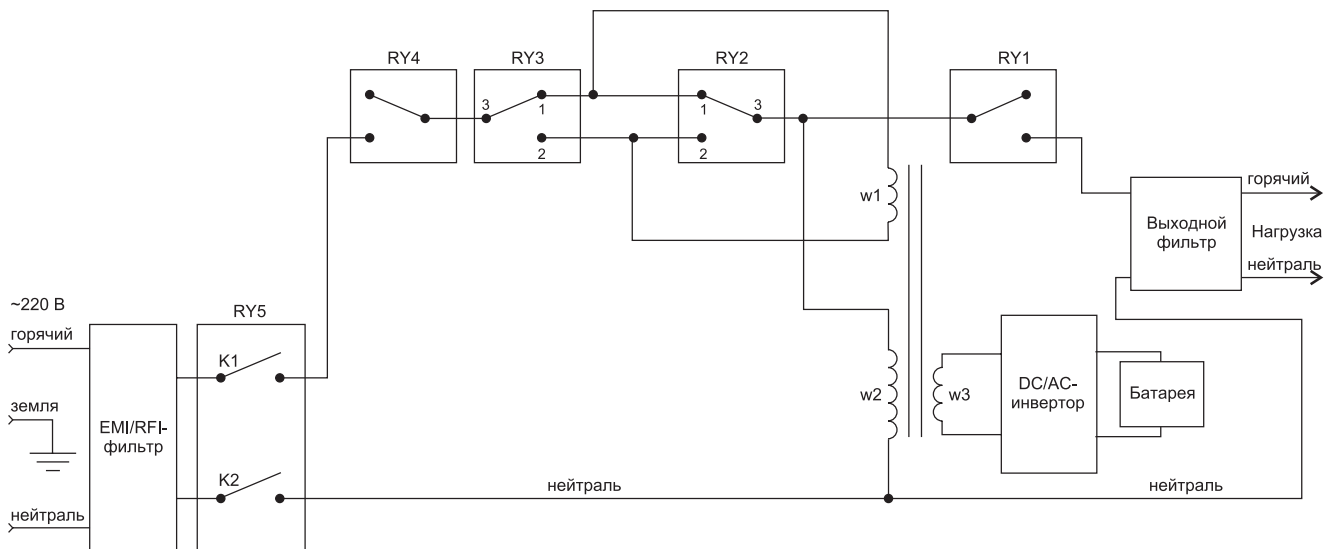 RY4
RY3
RY2
RY1
3
1
2
1
3
2
w1
горячий
Выходной
фильтр
Нагрузка
нейтраль
~220 В
горячий
RY5
K1
земля
EMI/RFI-
фильтр
w2
w3
DC/AC-
инвертор
Батарея
K2
нейтраль
нейтраль
нейтраль